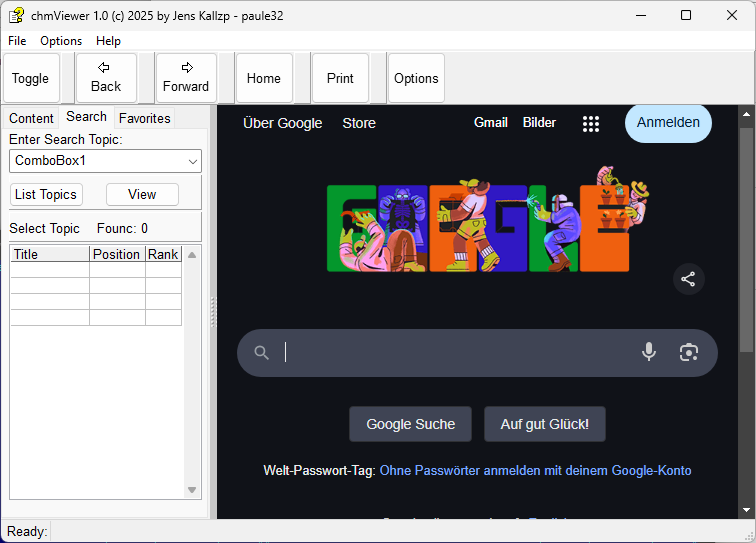 chmViewer 1.0 (c) 2025 by Jens Kallzp - paule32
File Options Help
Toggle Back Forward Home Print Options
Content Search Favorites
Enter Search Topic:
ComboBox1
List Topics View
Select Topic Founc: 0
Title Position Rank
Über Google Store Gmail Bilder Anmelden
GOOGLE
Google Suche Auf gut Glück!
Welt-Passwort-Tag: Ohne Passwörter anmelden mit deinem Google-Konto
Ready: